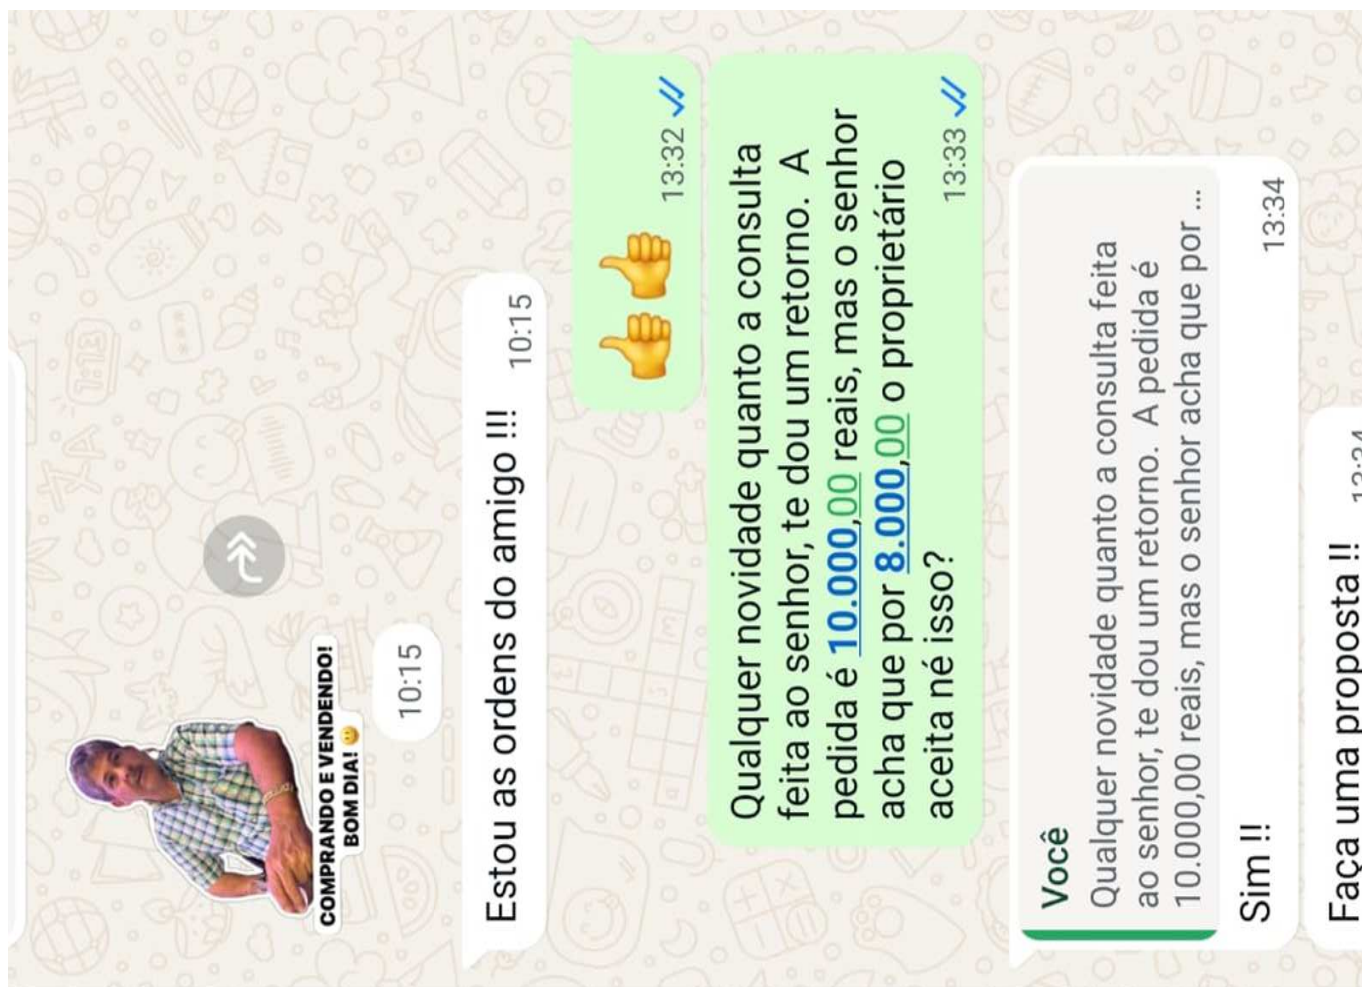 COMPRANDO E VENDENDO!
BOM DIA! 😀
10:15
Estou as ordens do amigo !!!
10:15
👍👍
13:32
Qualquer novidade quanto a consulta
feita ao senhor, te dou um retorno. A
pedida é 10.000,00 reais, mas o senhor
acha que por 8.000,00 o proprietário
aceita né isso?
13:33
Você
Qualquer novidade quanto a consulta feita
ao senhor, te dou um retorno. A pedida é
10.000,00 reais, mas o senhor acha que por ...
Sim !!
13:34
Faça uma proposta !!
13:34